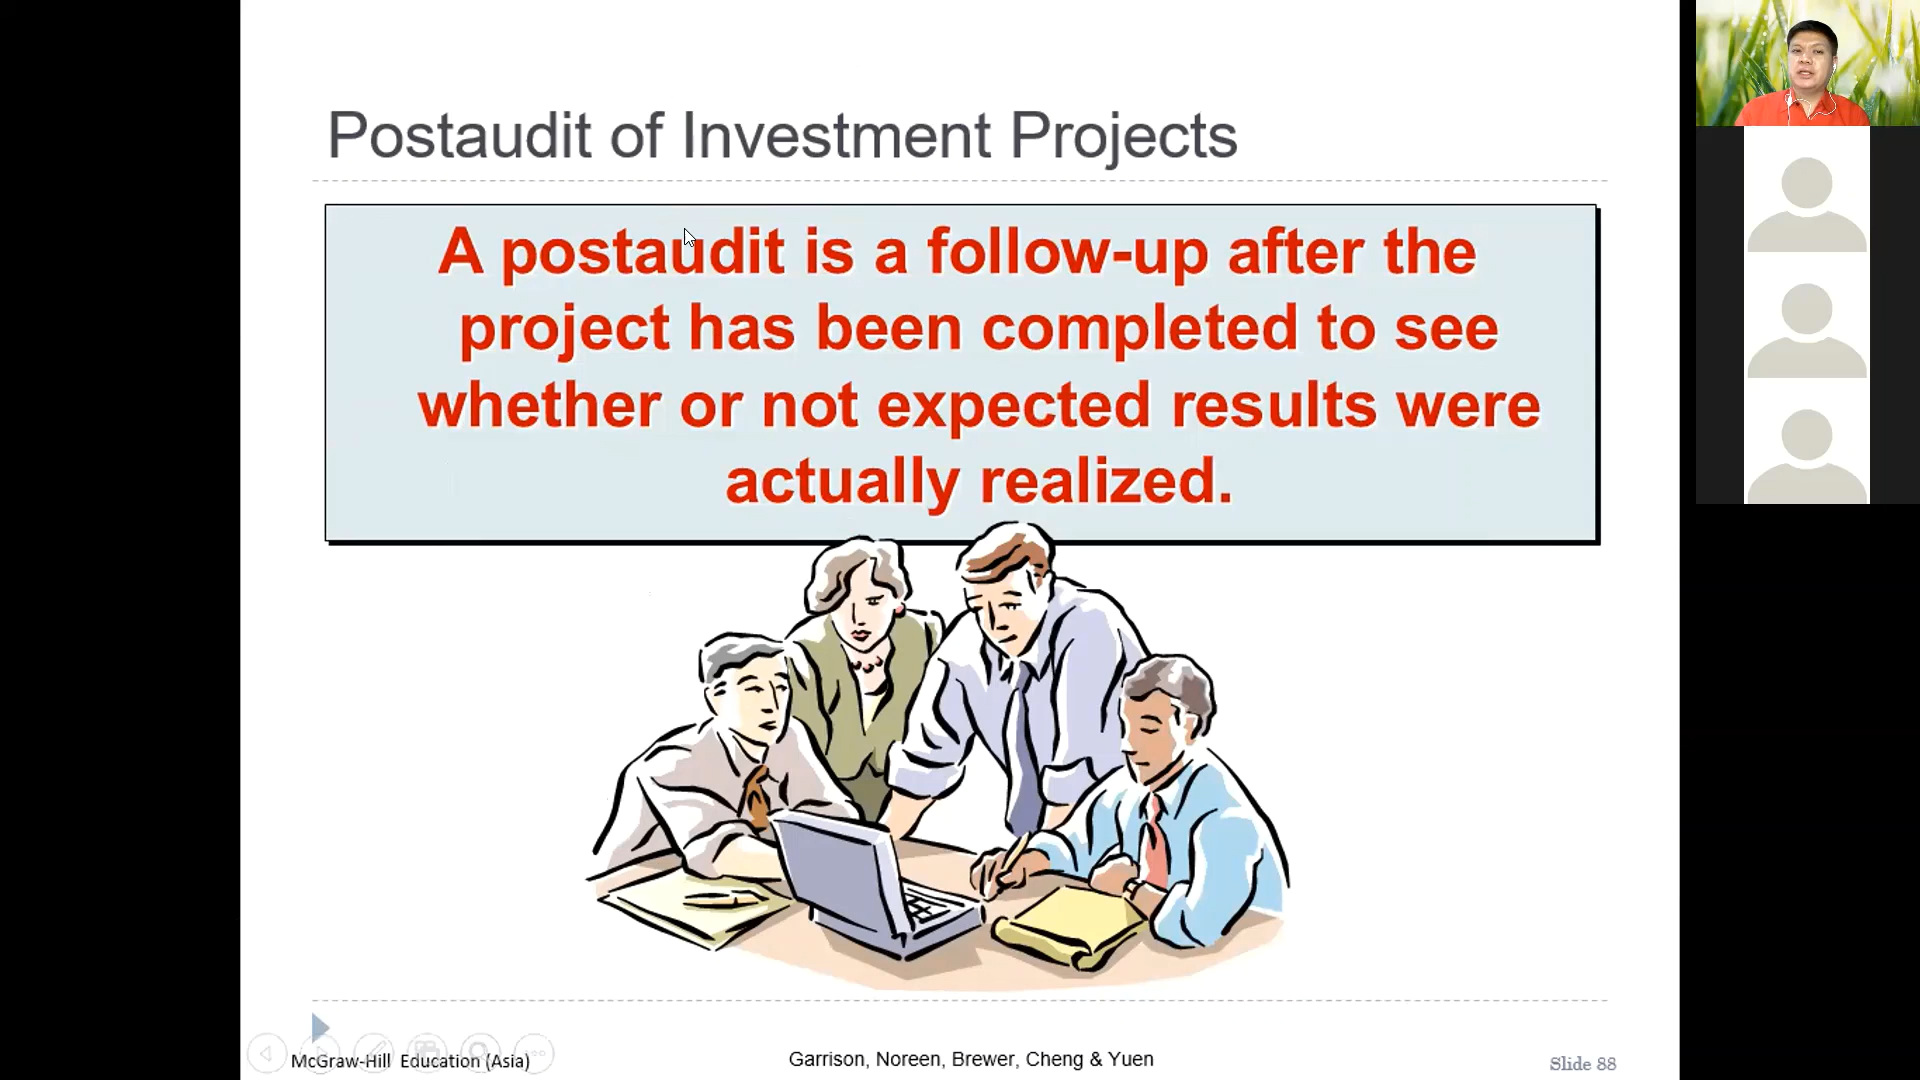 Postaudit of Investment Projects
A postaudit is a follow-up after the
project has been completed to see
whether or not expected results were
actually realized.
McGraw-Hill Education (Asia)
Garrison, Noreen, Brewer, Cheng & Yuen
Slide 88